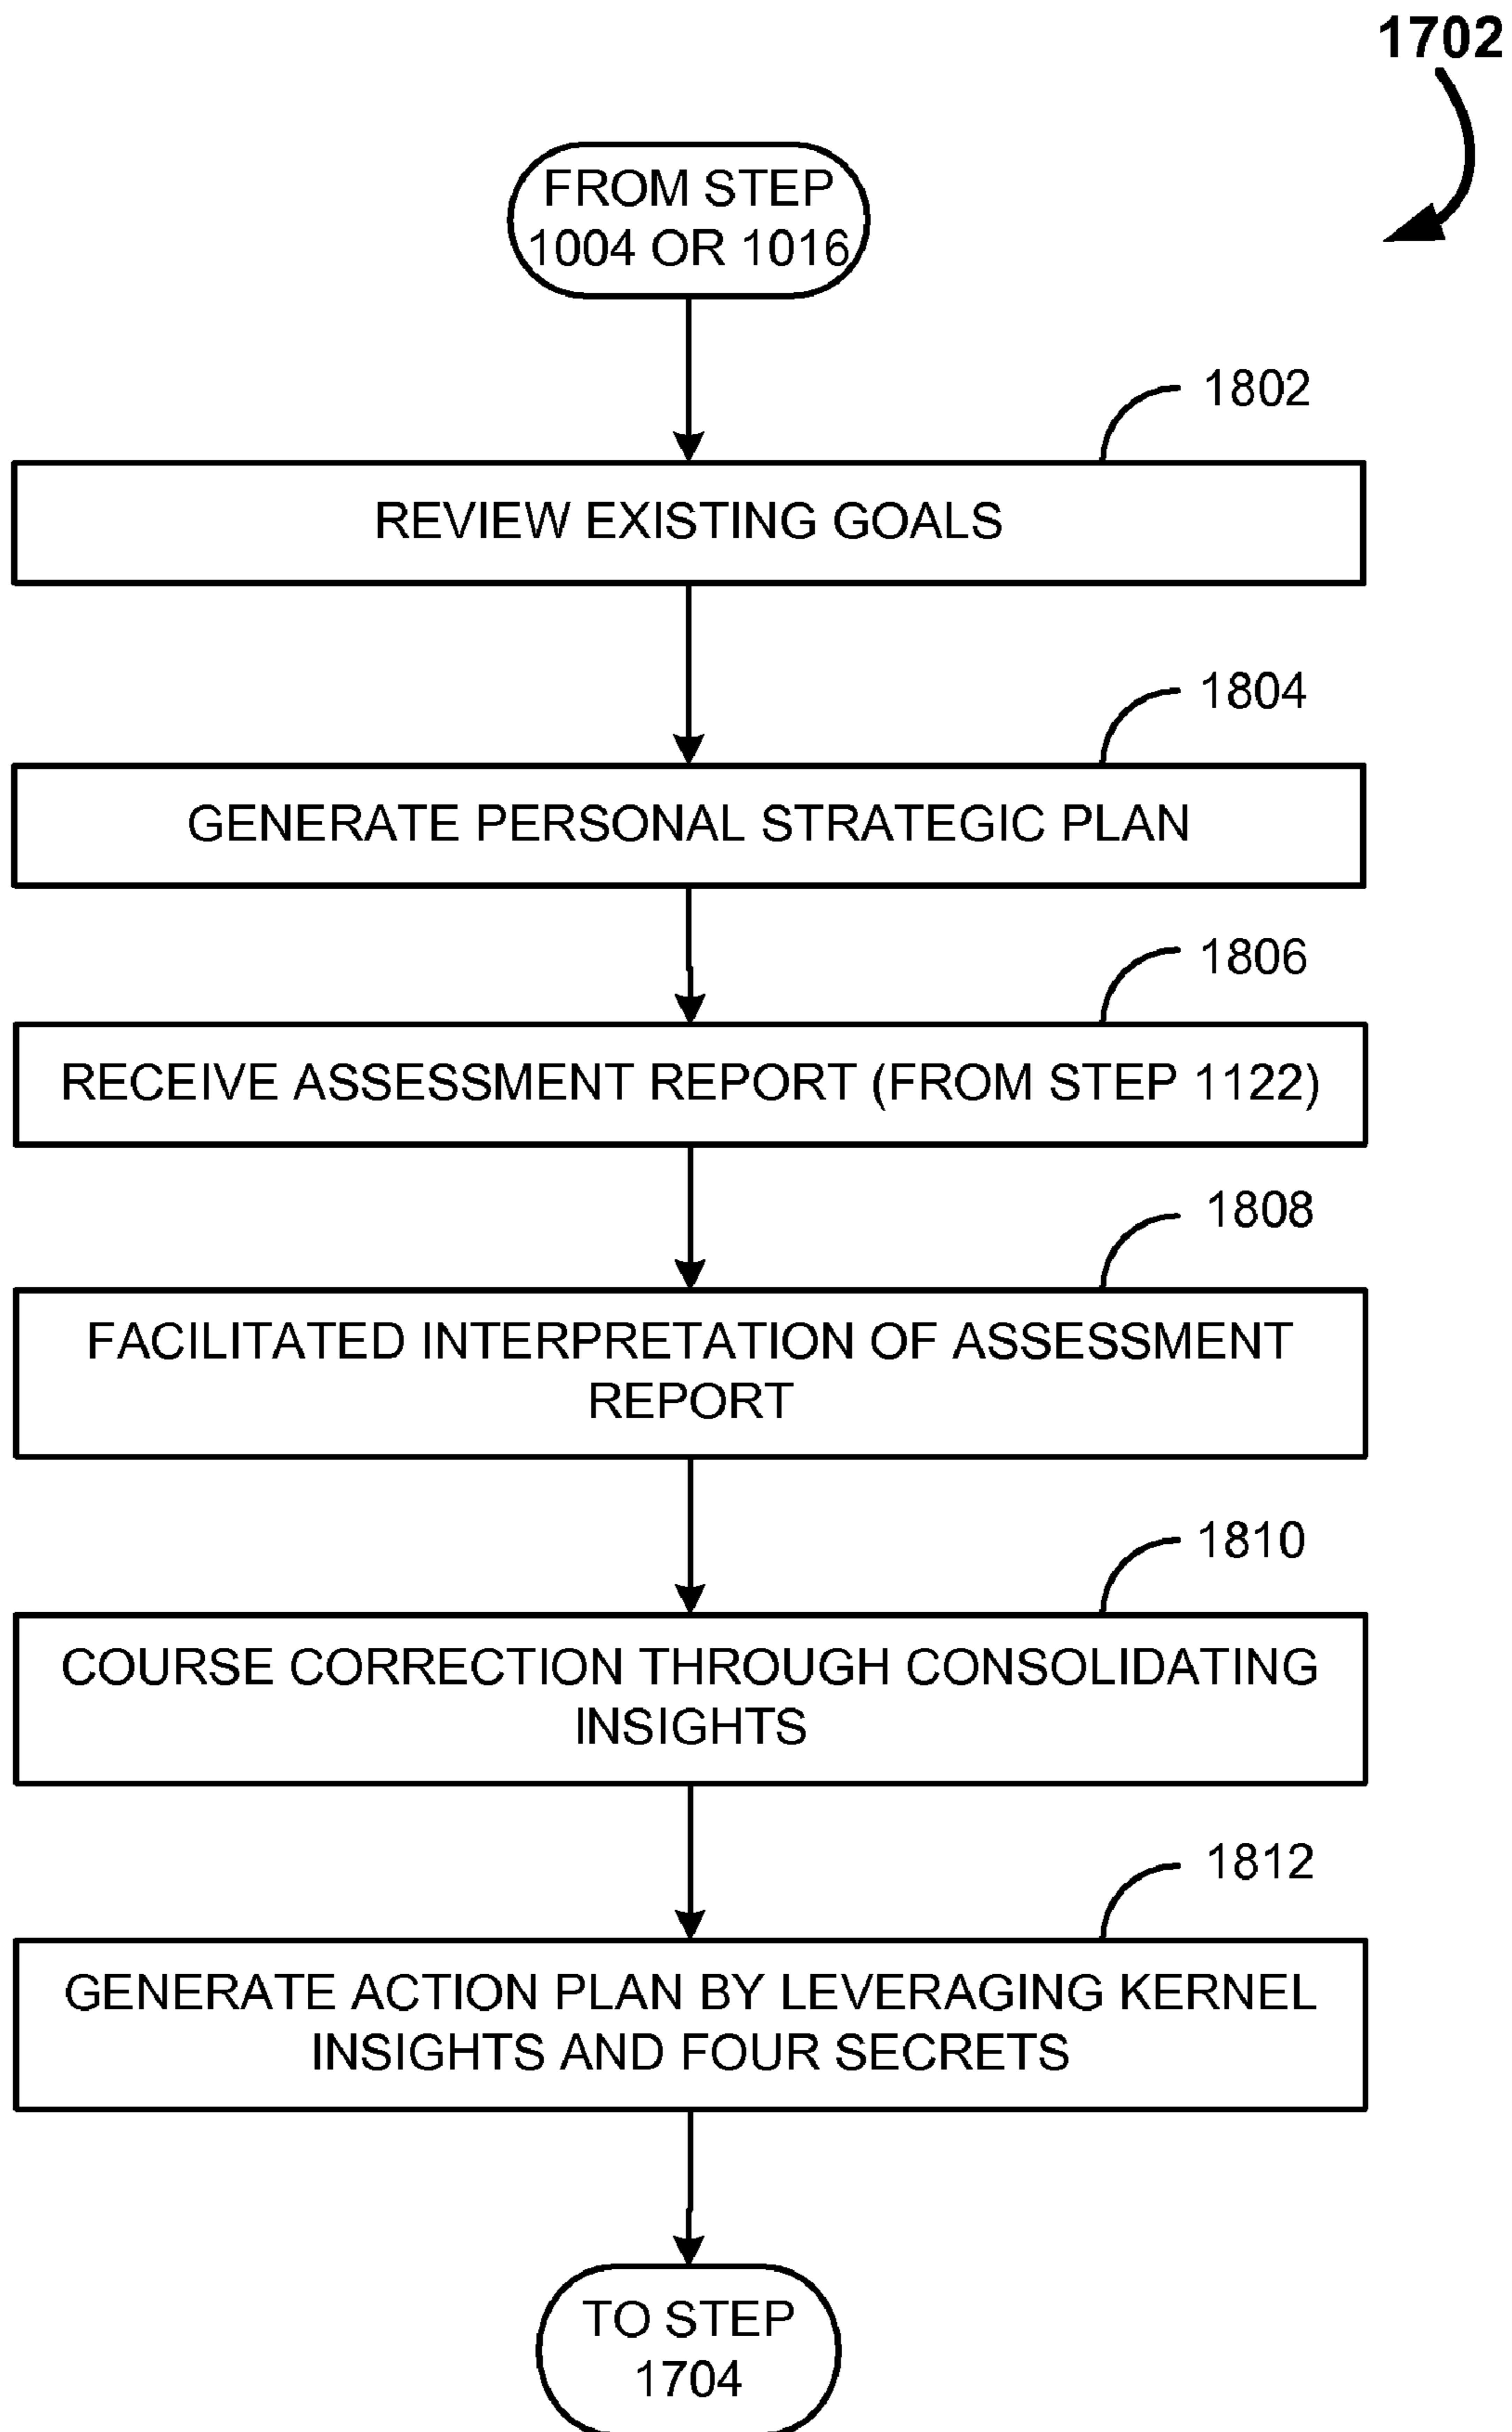 1702
FROM STEP
1004 OR 1016
1802
REVIEW EXISTING GOALS
1804
GENERATE PERSONAL STRATEGIC PLAN
1806
RECEIVE ASSESSMENT REPORT (FROM STEP 1122)
1808
FACILITATED INTERPRETATION OF ASSESSMENT
REPORT
1810
COURSE CORRECTION THROUGH CONSOLIDATING
INSIGHTS
1812
GENERATE ACTION PLAN BY LEVERAGING KERNEL
INSIGHTS AND FOUR SECRETS
TO STEP
1704